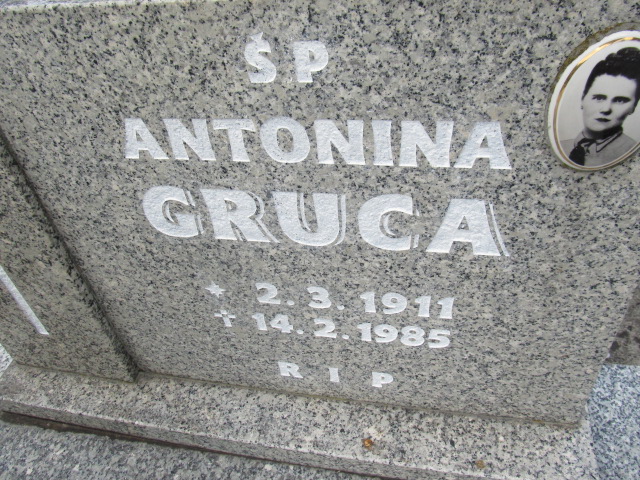 ŚP
ANTONINA
GRUCA
* 2.3.1911
✝ 14.2.1985
R I P